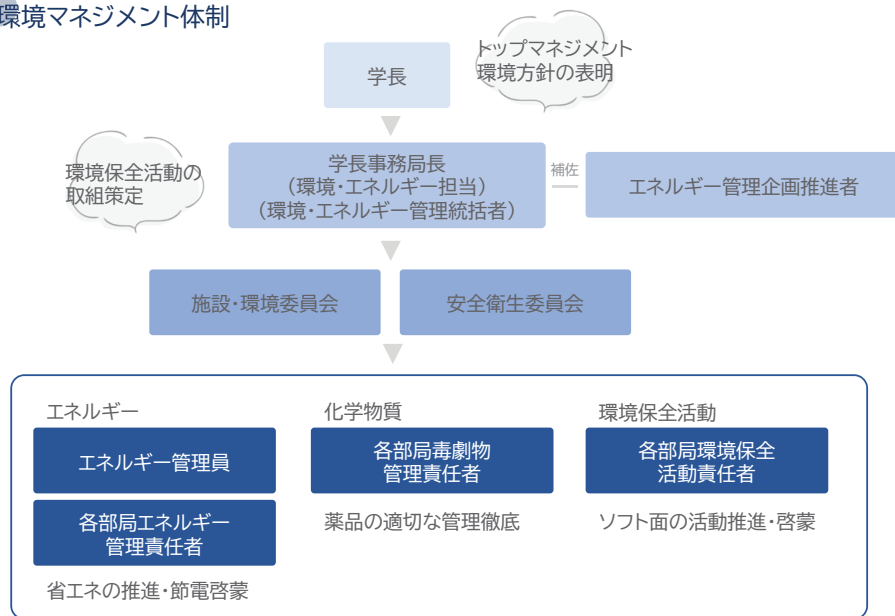 環境マネジメント体制
学長
トップマネジメント
環境方針の表明
環境保全活動の
取組策定
学長事務局長
（環境・エネルギー担当）
（環境・エネルギー管理統括者）
補佐
エネルギー管理企画推進者
施設・環境委員会
安全衛生委員会
エネルギー
エネルギー管理員
各部局エネルギー
管理責任者
省エネの推進・節電啓蒙
化学物質
各部局毒劇物
管理責任者
薬品の適切な管理徹底
環境保全活動
各部局環境保全
活動責任者
ソフト面の活動推進・啓蒙